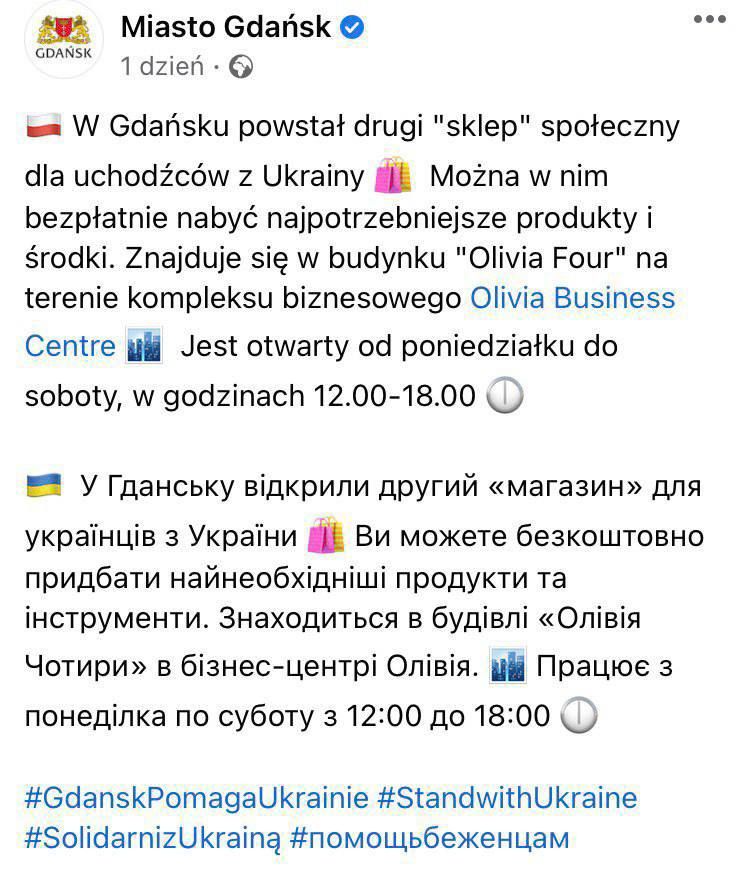 GDAŃSK
Miasto Gdańsk
1 dzień ·
🇵🇱 W Gdańsku powstał drugi "sklep" społeczny
dla uchodźców z Ukrainy 🛍️ Można w nim
bezpłatnie nabyć najpotrzebniejsze produkty i
środki. Znajduje się w budynku "Olivia Four" na
terenie kompleksu biznesowego Olivia Business
Centre 🏙️ Jest otwarty od poniedziałku do
soboty, w godzinach 12.00-18.00 🕕
🇺🇦 У Гданську відкрили другий «магазин» для
українців з України 🛍️ Ви можете безкоштовно
придбати найнеобхідніші продукти та
інструменти. Знаходиться в будівлі «Олівія
Чотири» в бізнес-центрі Олівія. 🏙️ Працює з
понеділка по суботу з 12:00 до 18:00 🕕
#GdanskPomagaUkrainie #StandwithUkraine
#SolidarnizUkrainą #помощьбеженцам